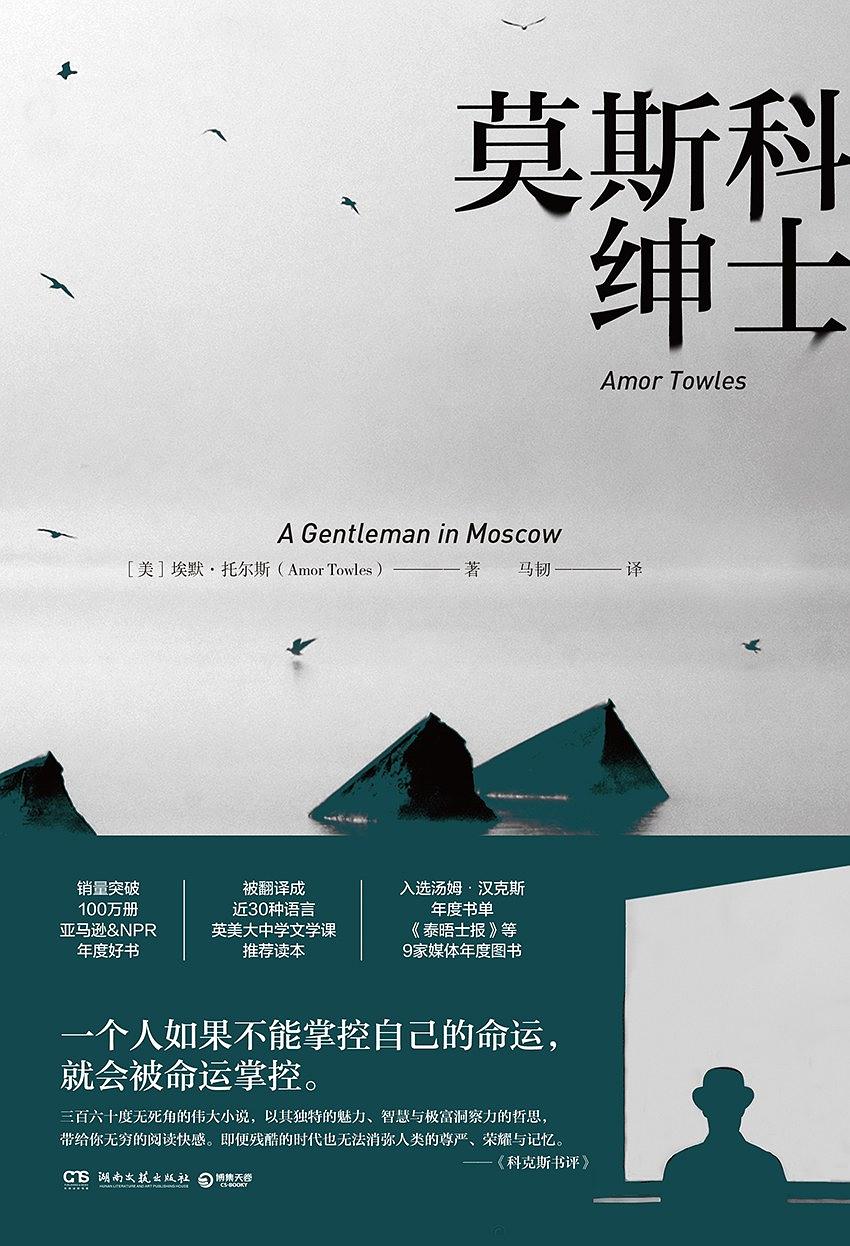 莫斯科
绅士
Amor Towles
A Gentleman in Moscow
[美]埃默·托尔斯(Amor Towles)———著 马韧———译
销量突破
100万册
亚马逊&NPR
年度好书
被翻译成
近30种语言
英美大中学文学课
推荐读本
入选汤姆·汉克斯
年度书单
《泰晤士报》等
9家媒体年度图书
一个人如果不能掌控自己的命运，
就会被命运掌控。
三百六十度无死角的伟大小说，以其独特的魅力、智慧与极富洞察力的哲思，
带给你无穷的阅读快感。即便残酷的时代也无法消弥人类的尊严、荣耀与记忆。
——《科克斯书评》
湖南文艺出版社
HUNAN LITERATURE AND ART PUBLISHING HOUSE
博集天卷
CS-BOOKY